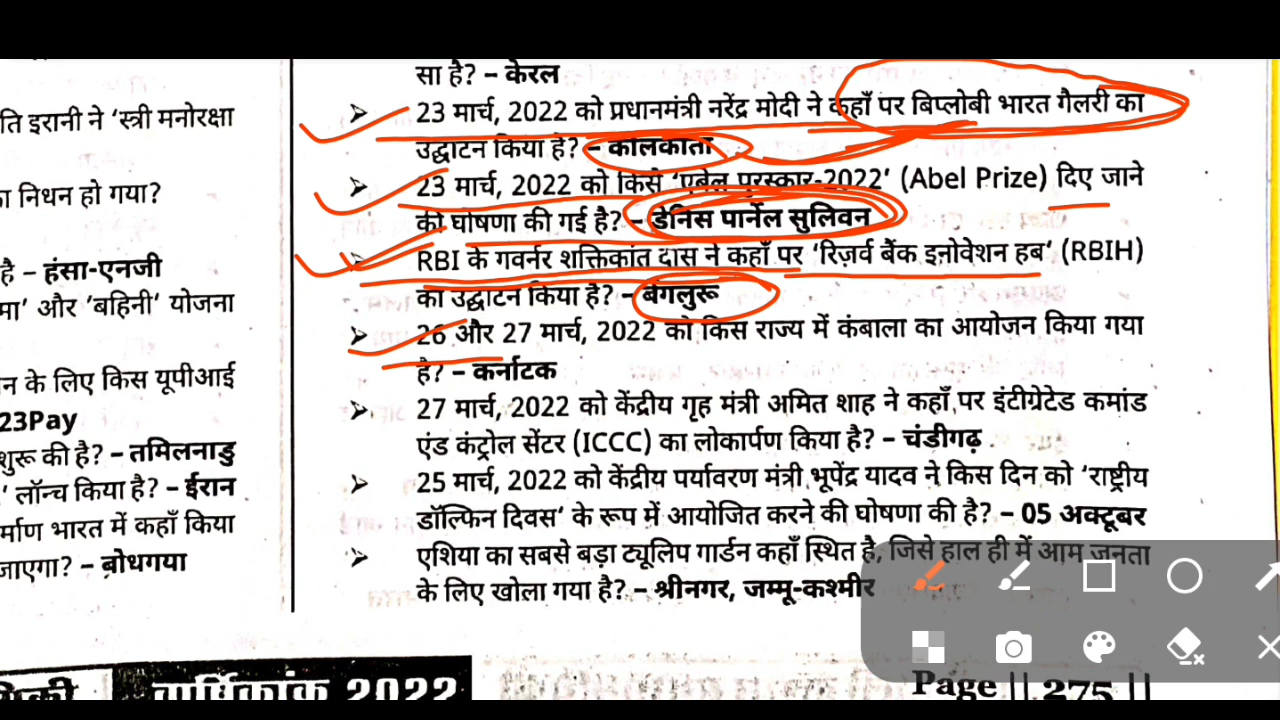 ति इरानी ने ‘स्त्री मनोरक्षा
निधन हो गया?
है – हंसा-एनजी
और ‘बहिनी’ योजना
न के लिए किस यूपीआई
23Pay
शुरू की है? – तमिलनाडु
’ लॉन्च किया है? – ईरान
र्माण भारत में कहाँ किया
जाएगा? – बोधगया
सा है? – केरल
➢ 23 मार्च, 2022 को प्रधानमंत्री नरेंद्र मोदी ने कहाँ पर बिप्लोबी भारत गैलरी का
उद्घाटन किया है? – कोलकाता
➢ 23 मार्च, 2022 को किसे ‘एबेल पुरस्कार-2022’ (Abel Prize) दिए जाने
की घोषणा की गई है? – डेनिस पार्नेल सुलिवन
➢ RBI के गवर्नर शक्तिकांत दास ने कहाँ पर ‘रिज़र्व बैंक इनोवेशन हब’ (RBIH)
का उद्घाटन किया है? – बेंगलुरू
➢ 26 और 27 मार्च, 2022 को किस राज्य में कंबाला का आयोजन किया गया
है? – कर्नाटक
➢ 27 मार्च, 2022 को केंद्रीय गृह मंत्री अमित शाह ने कहाँ पर इंटीग्रेटेड कमांड
एंड कंट्रोल सेंटर (ICCC) का लोकार्पण किया है? – चंडीगढ़
➢ 25 मार्च, 2022 को केंद्रीय पर्यावरण मंत्री भूपेंद्र यादव ने किस दिन को ‘राष्ट्रीय
डॉल्फिन दिवस’ के रूप में आयोजित करने की घोषणा की है? – 05 अक्टूबर
➢ एशिया का सबसे बड़ा ट्यूलिप गार्डन कहाँ स्थित है, जिसे हाल ही में आम जनता
के लिए खोला गया है? – श्रीनगर, जम्मू-कश्मीर
वार्षिकांक 2022
Page || 275 ||